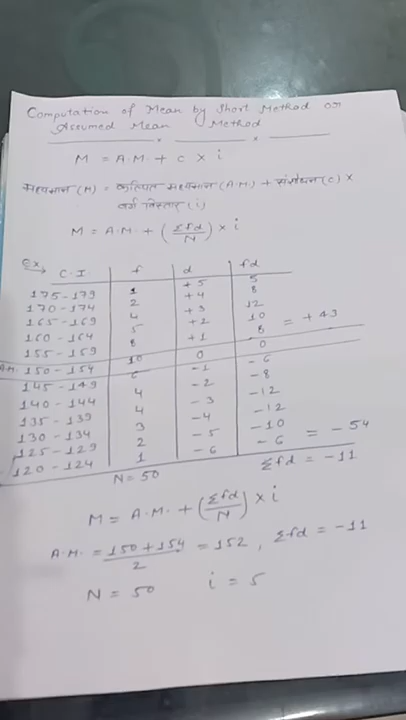 Computation of Mean by Short Method or
Assumed Mean Method
M = A.M. + C × i
मध्यमान (M) = कल्पित मध्यमान (A.M.) + संशोधन (C) ×
वर्ग विस्तार (i)
M = A.M. + (Σfd/N) × i
Ex. C.I. f d fd
175-179 1 +5 5
170-174 2 +4 8
165-169 4 +3 12
160-164 5 +2 10 = +43
155-159 8 +1 8
A.M. 150-154 10 0 0
145-149 6 -1 -6
140-144 4 -2 -8
135-139 4 -3 -12
130-134 3 -4 -12
125-129 2 -5 -10
120-124 1 -6 -6 = -54
N = 50 Σfd = -11
M = A.M. + (Σfd/N) × i
A.M. = 150+154/2 = 152, Σfd = -11
N = 50 i = 5